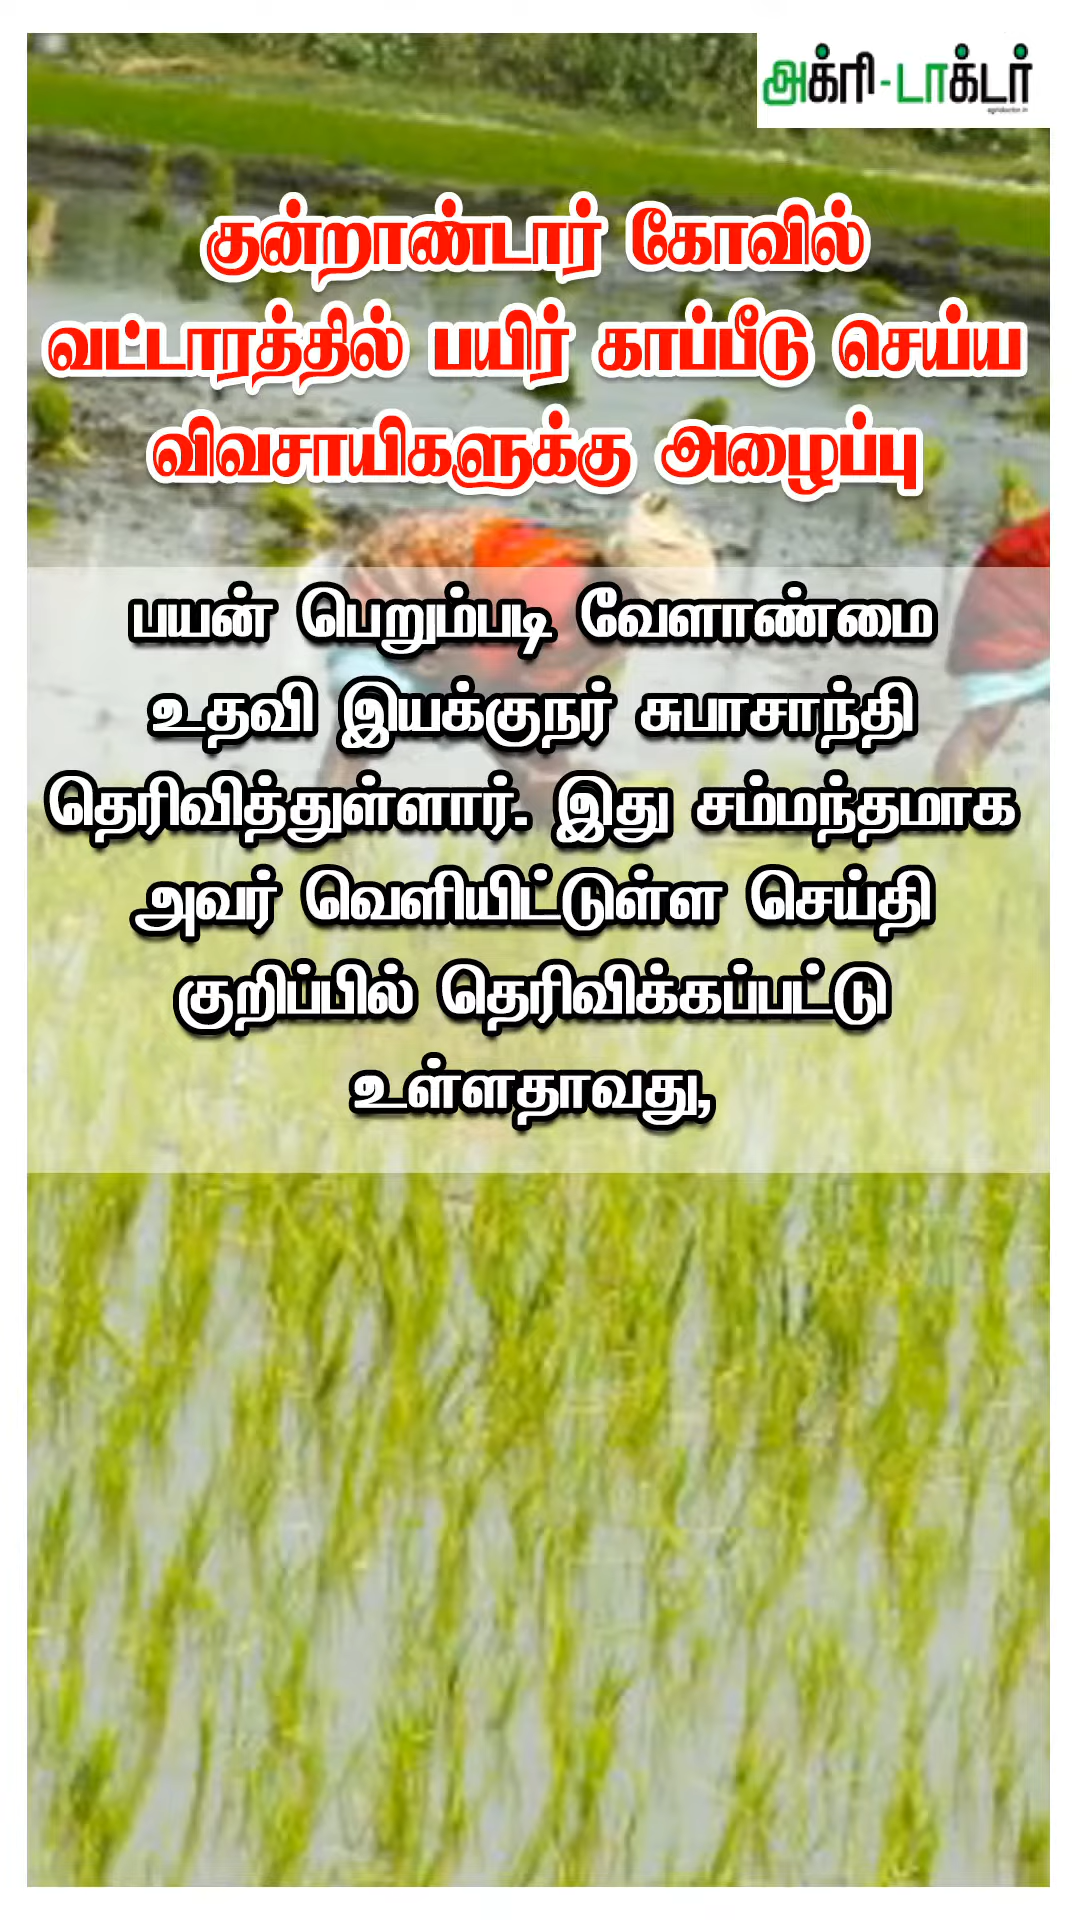 அக்ரி-டாக்டர்
குன்றாண்டார் கோவில்
வட்டாரத்தில் பயிர் காப்பீடு செய்ய
விவசாயிகளுக்கு அழைப்பு
பயன் பெறும்படி வேளாண்மை
உதவி இயக்குநர் சுபாசாந்தி
தெரிவித்துள்ளார். இது சம்மந்தமாக
அவர் வெளியிட்டுள்ள செய்தி
குறிப்பில் தெரிவிக்கப்பட்டு
உள்ளதாவது,